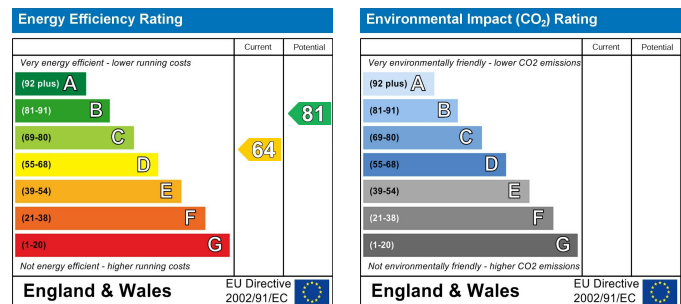 Energy Efficiency Rating
Current
Potential
Very energy efficient - lower running costs
(92 plus) A
(81-91) B
81
(69-80) C
64
(55-68) D
(39-54) E
(21-38) F
(1-20) G
Not energy efficient - higher running costs
England & Wales
EU Directive
2002/91/EC
Environmental Impact (CO2) Rating
Current
Potential
Very environmentally friendly - lower CO2 emissions
(92 plus) A
(81-91) B
(69-80) C
(55-68) D
(39-54) E
(21-38) F
(1-20) G
Not environmentally friendly - higher CO2 emissions
England & Wales
EU Directive
2002/91/EC